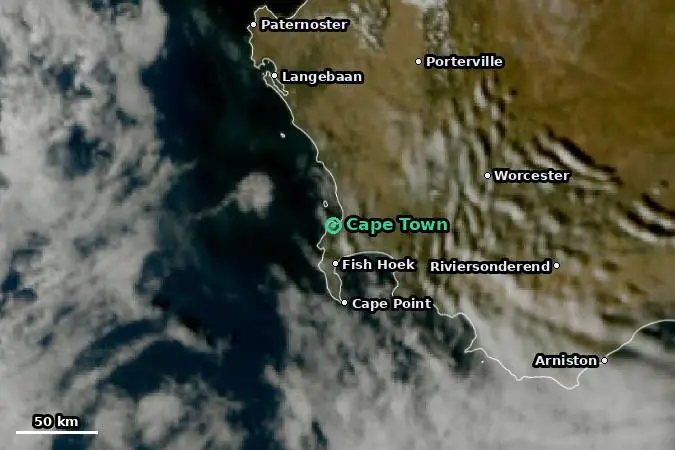 Paternoster
Porterville
Langebaan
Worcester
Cape Town
Fish Hoek
Riviersonderend
Cape Point
Arniston
50 km